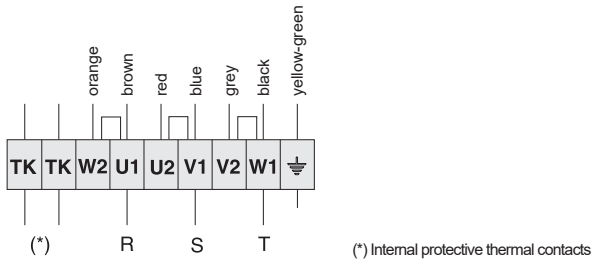 orange brown red blue grey black yellow-green
TK TK W2 U1 U2 V1 V2 W1
(*) R S T
(*) Internal protective thermal contacts